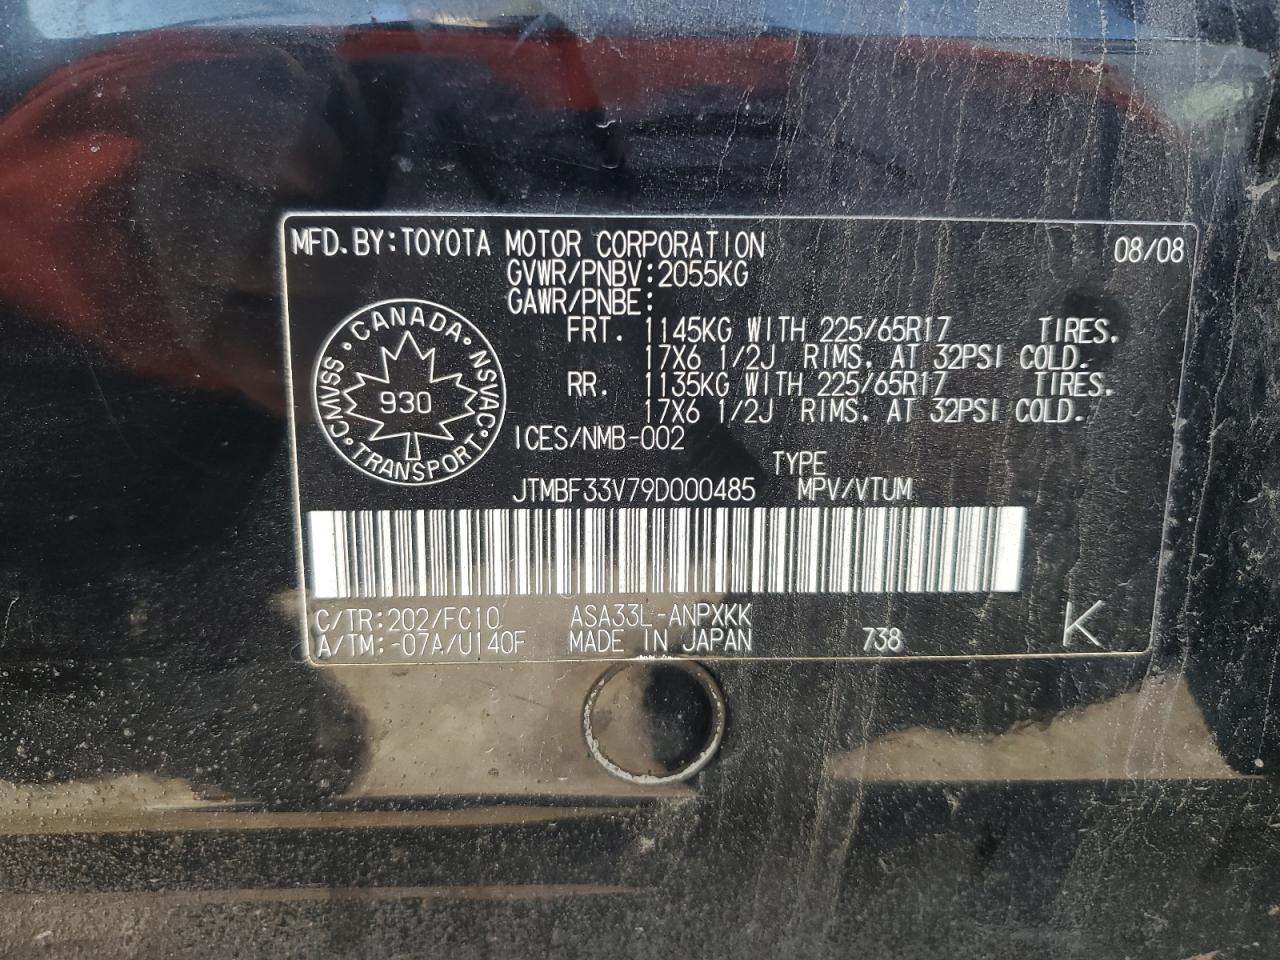 MFD.BY:TOYOTA MOTOR CORPORATION 08/08
GVWR/PNBV:2055KG
GAWR/PNBE:
FRT. 1145KG WITH 225/65R17 TIRES.
17X6 1/2J RIMS. AT 32PSI COLD.
RR. 1135KG WITH 225/65R17 TIRES.
17X6 1/2J RIMS. AT 32PSI COLD.
CANADA·NSVAC·TRANSPORT·CMVSS·
930
ICES/NMB-002
TYPE
JTMBF33V79D000485 MPV/VTUM
C/TR:202/FC10 ASA33L-ANPXKK
A/TM:-07A/U140F MADE IN JAPAN 738 K